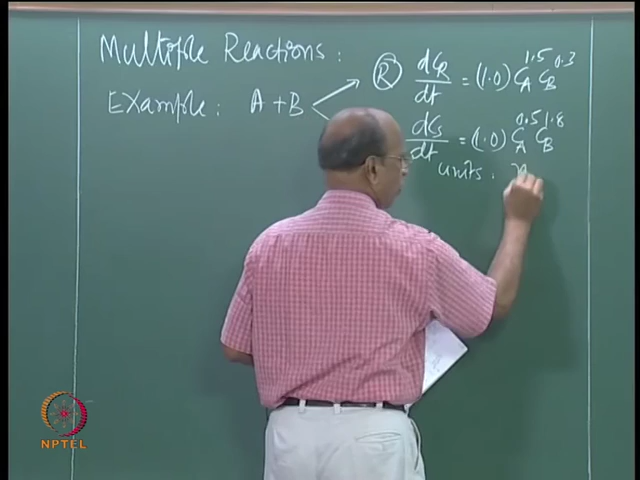 Multiple Reactions:
Example: A + B
R dC_R/dt = (1.0) C_A^1.5 C_B^0.3
dC_S/dt = (1.0) C_A^0.5 C_B^1.8
units:
NPTEL